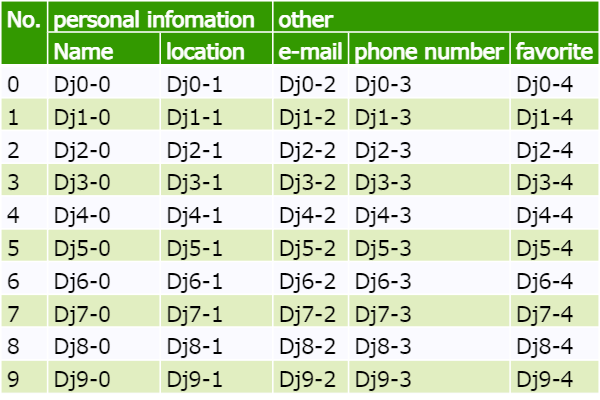 No. personal infomation other
Name location e-mail phone number favorite
0 Dj0-0 Dj0-1 Dj0-2 Dj0-3 Dj0-4
1 Dj1-0 Dj1-1 Dj1-2 Dj1-3 Dj1-4
2 Dj2-0 Dj2-1 Dj2-2 Dj2-3 Dj2-4
3 Dj3-0 Dj3-1 Dj3-2 Dj3-3 Dj3-4
4 Dj4-0 Dj4-1 Dj4-2 Dj4-3 Dj4-4
5 Dj5-0 Dj5-1 Dj5-2 Dj5-3 Dj5-4
6 Dj6-0 Dj6-1 Dj6-2 Dj6-3 Dj6-4
7 Dj7-0 Dj7-1 Dj7-2 Dj7-3 Dj7-4
8 Dj8-0 Dj8-1 Dj8-2 Dj8-3 Dj8-4
9 Dj9-0 Dj9-1 Dj9-2 Dj9-3 Dj9-4